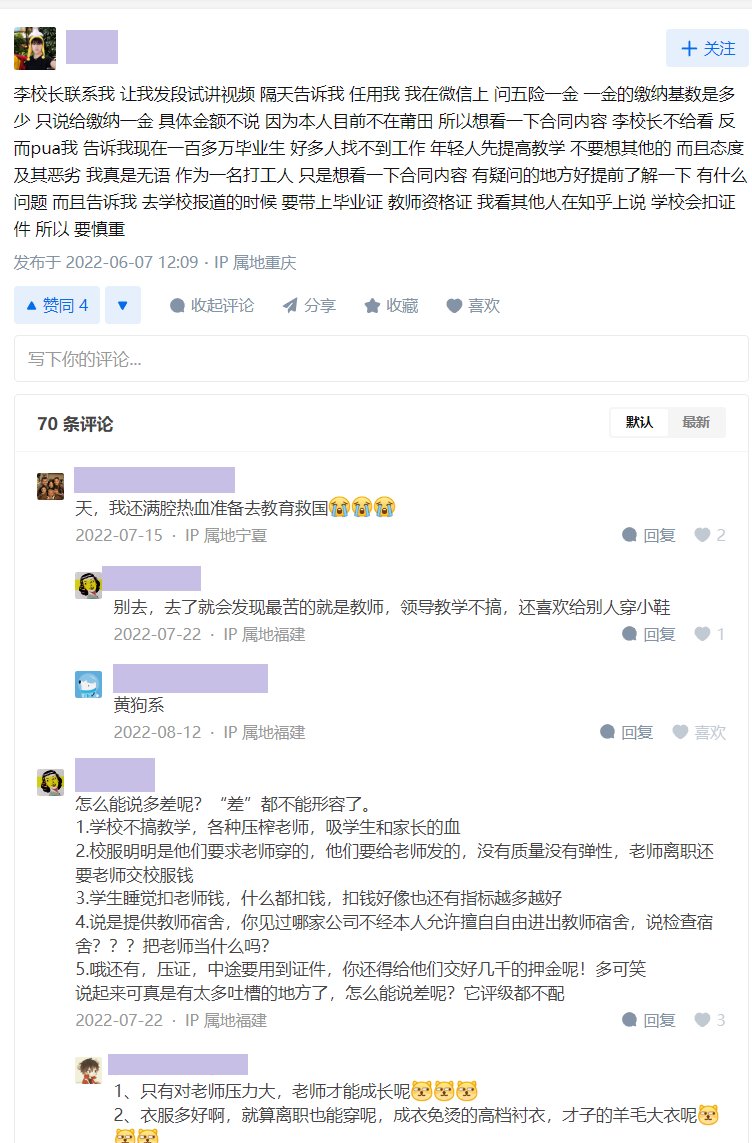 关注
李校长联系我 让我发段试讲视频 隔天告诉我 任用我 我在微信上 问五险一金 一金的缴纳基数是多
少 只说给缴纳一金 具体金额不说 因为本人目前不在莆田 所以想看一下合同内容 李校长不给看 反
而pua我 告诉我现在一百多万毕业生 好多人找不到工作 年轻人先提高教学 不要想其他的 而且态度
及其恶劣 我真是无语 作为一名打工人 只是想看一下合同内容 有疑问的地方好提前了解一下 有什么
问题 而且告诉我 去学校报道的时候 要带上毕业证 教师资格证 我看其他人在知乎上说 学校会扣证
件 所以 要慎重
发布于 2022-06-07 12:09 · IP 属地重庆
赞同 4 收起评论 分享 收藏 喜欢
写下你的评论...
70 条评论 默认 最新
天，我还满腔热血准备去教育救国😭😭😭
2022-07-15 · IP 属地宁夏 回复 2
别去，去了就会发现最苦的就是教师，领导教学不搞，还喜欢给别人穿小鞋
2022-07-22 · IP 属地福建 回复 1
黄狗系
2022-08-12 · IP 属地福建 回复 喜欢
怎么能说多差呢？“差”都不能形容了。
1.学校不搞教学，各种压榨老师，吸学生和家长的血
2.校服明明是他们要求老师穿的，他们要给老师发的，没有质量没有弹性，老师离职还
要老师交校服钱
3.学生睡觉扣老师钱，什么都扣钱，扣钱好像也还有指标越多越好
4.说是提供教师宿舍，你见过哪家公司不经本人允许擅自自由进出教师宿舍，说检查宿
舍？？？把老师当什么吗?
5.哦还有，压证，中途要用到证件，你还得给他们交好几千的押金呢！多可笑
说起来可真是有太多吐槽的地方了，怎么能说差呢？它评级都不配
2022-07-22 · IP 属地福建 回复 3
1、只有对老师压力大，老师才能成长呢
2、衣服多好啊，就算离职也能穿呢，成衣免烫的高档衬衣，才子的羊毛大衣呢